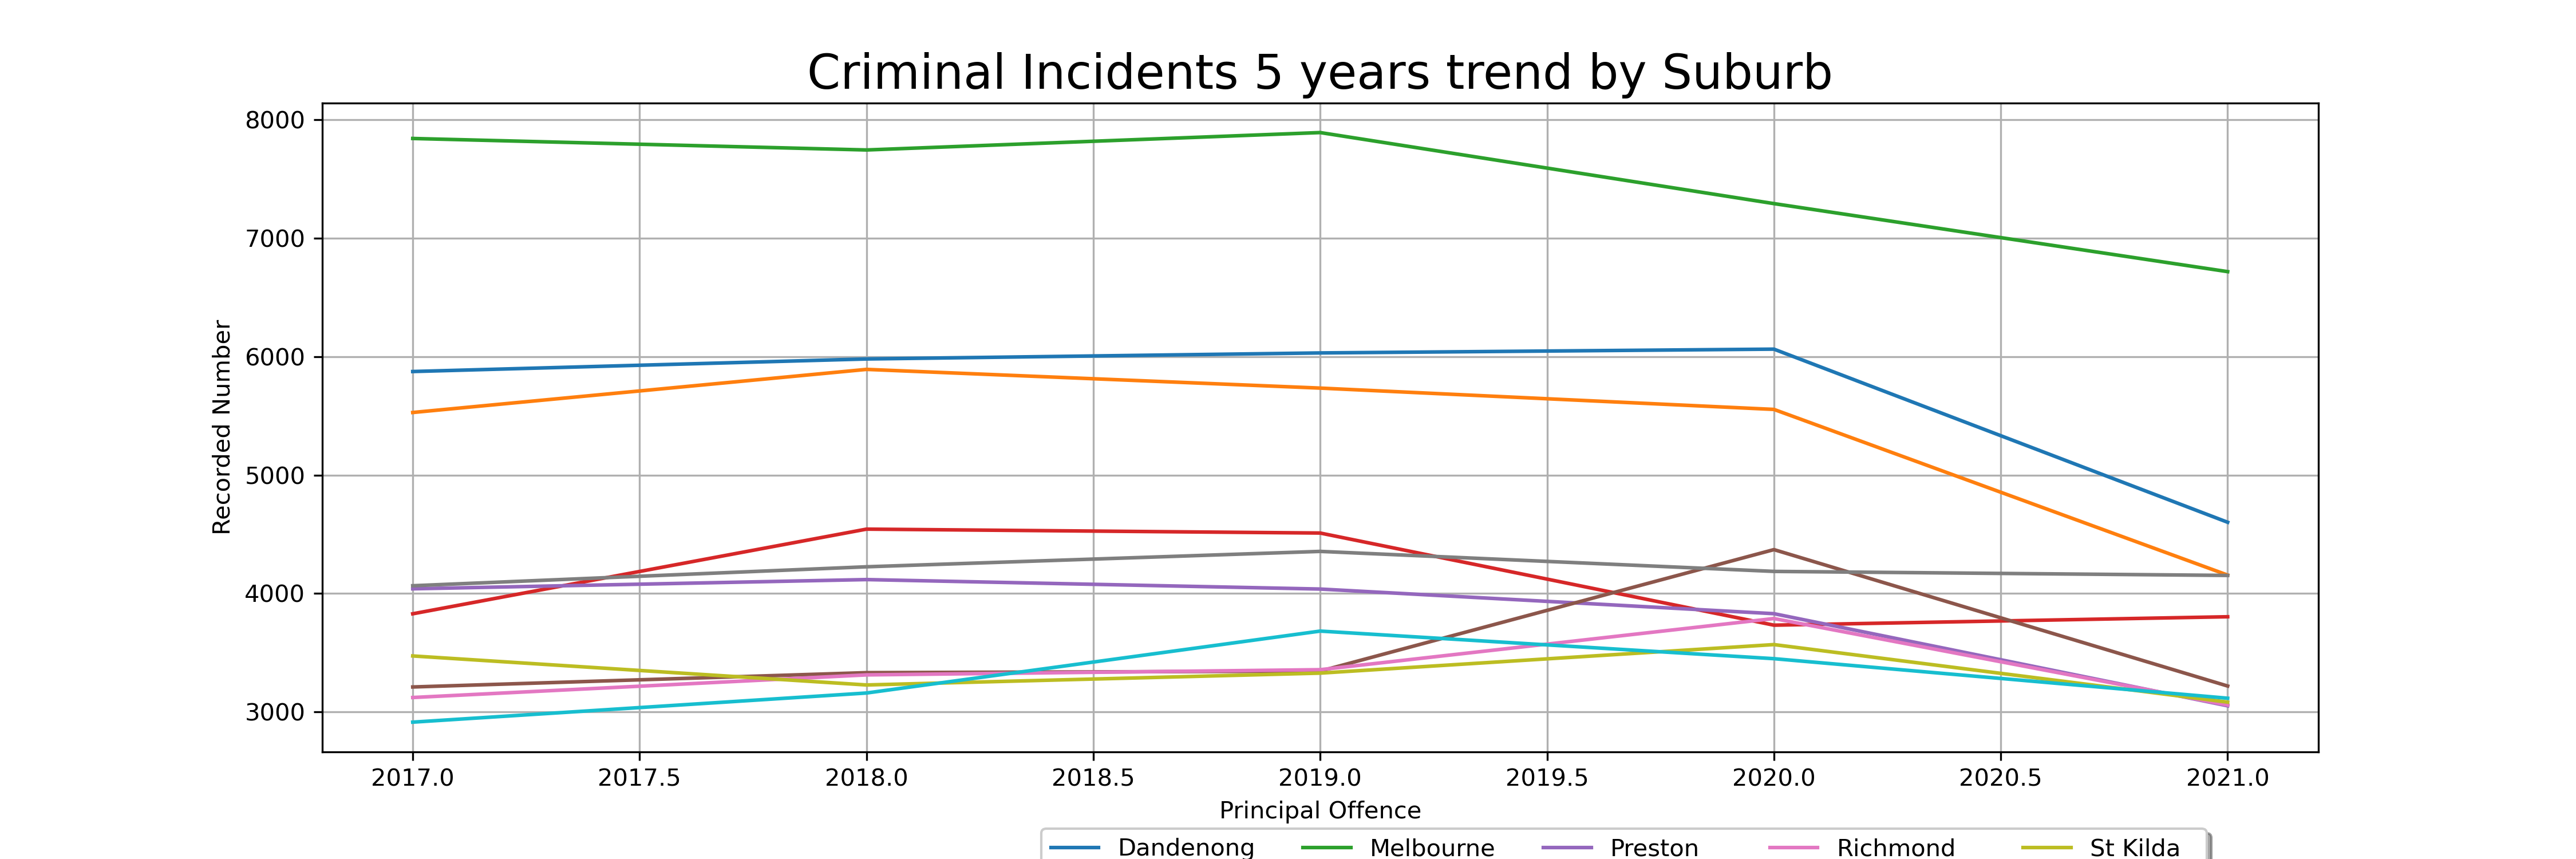 Criminal Incidents 5 years trend by Suburb
8000
7000
6000
5000
4000
3000
Recorded Number
2017.0 2017.5 2018.0 2018.5 2019.0 2019.5 2020.0 2020.5 2021.0
Principal Offence
Dandenong Melbourne Preston Richmond St Kilda